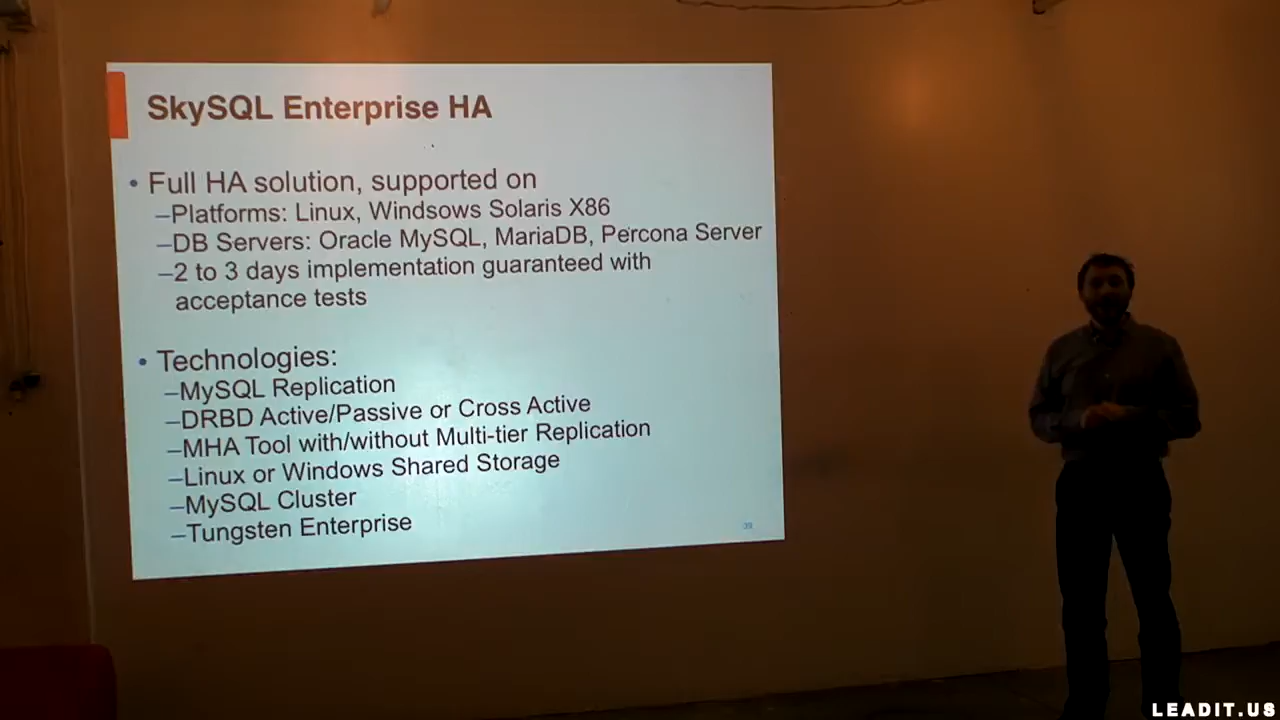 SkySQL Enterprise HA
• Full HA solution, supported on
–Platforms: Linux, Windsows Solaris X86
–DB Servers: Oracle MySQL, MariaDB, Percona Server
–2 to 3 days implementation guaranteed with
acceptance tests
• Technologies:
–MySQL Replication
–DRBD Active/Passive or Cross Active
–MHA Tool with/without Multi-tier Replication
–Linux or Windows Shared Storage
–MySQL Cluster
–Tungsten Enterprise
LEADIT.US